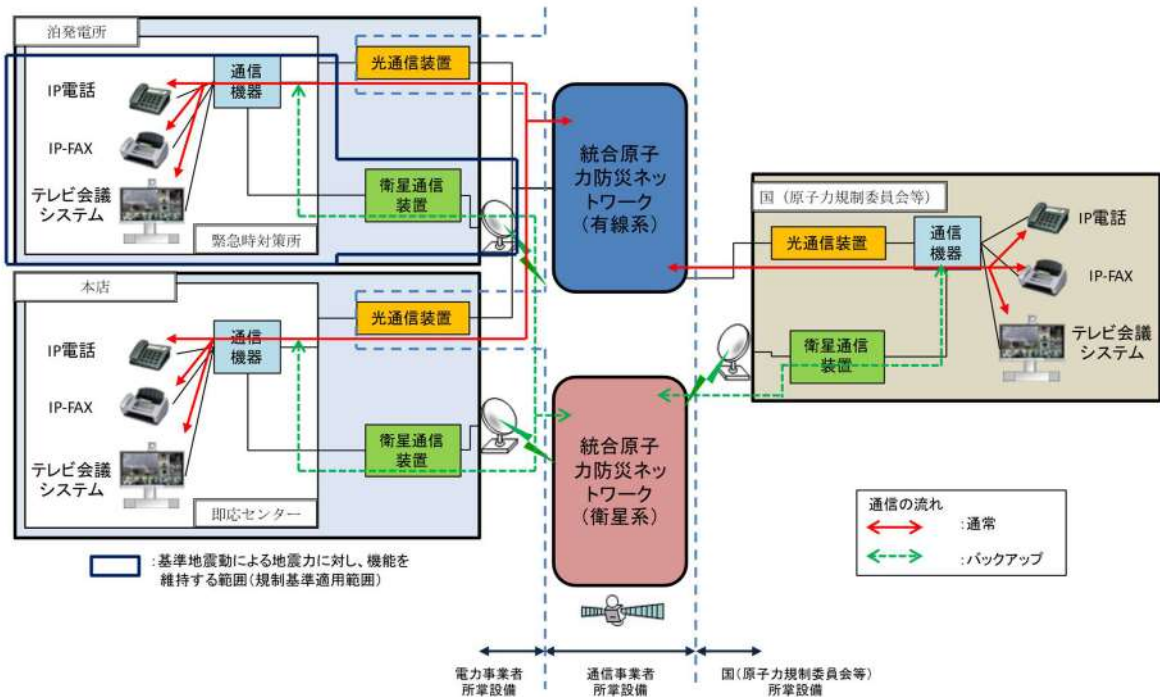 泊発電所
通信
機器
光通信装置
IP電話
IP-FAX
テレビ会議
システム
衛星通信
装置
緊急時対策所
本店
通信
機器
光通信装置
IP電話
IP-FAX
テレビ会議
システム
衛星通信
装置
即応センター
統合原子
力防災ネッ
トワーク
(有線系)
統合原子
力防災ネッ
トワーク
(衛星系)
国(原子力規制委員会等)
光通信装置
通信
機器
IP電話
IP-FAX
テレビ会議
システム
衛星通信
装置
通信の流れ
:通常
:バックアップ
:基準地震動による地震力に対し、機能を
維持する範囲(規制基準適用範囲)
電力事業者
所掌設備
通信事業者
所掌設備
国(原子力規制委員会等)
所掌設備